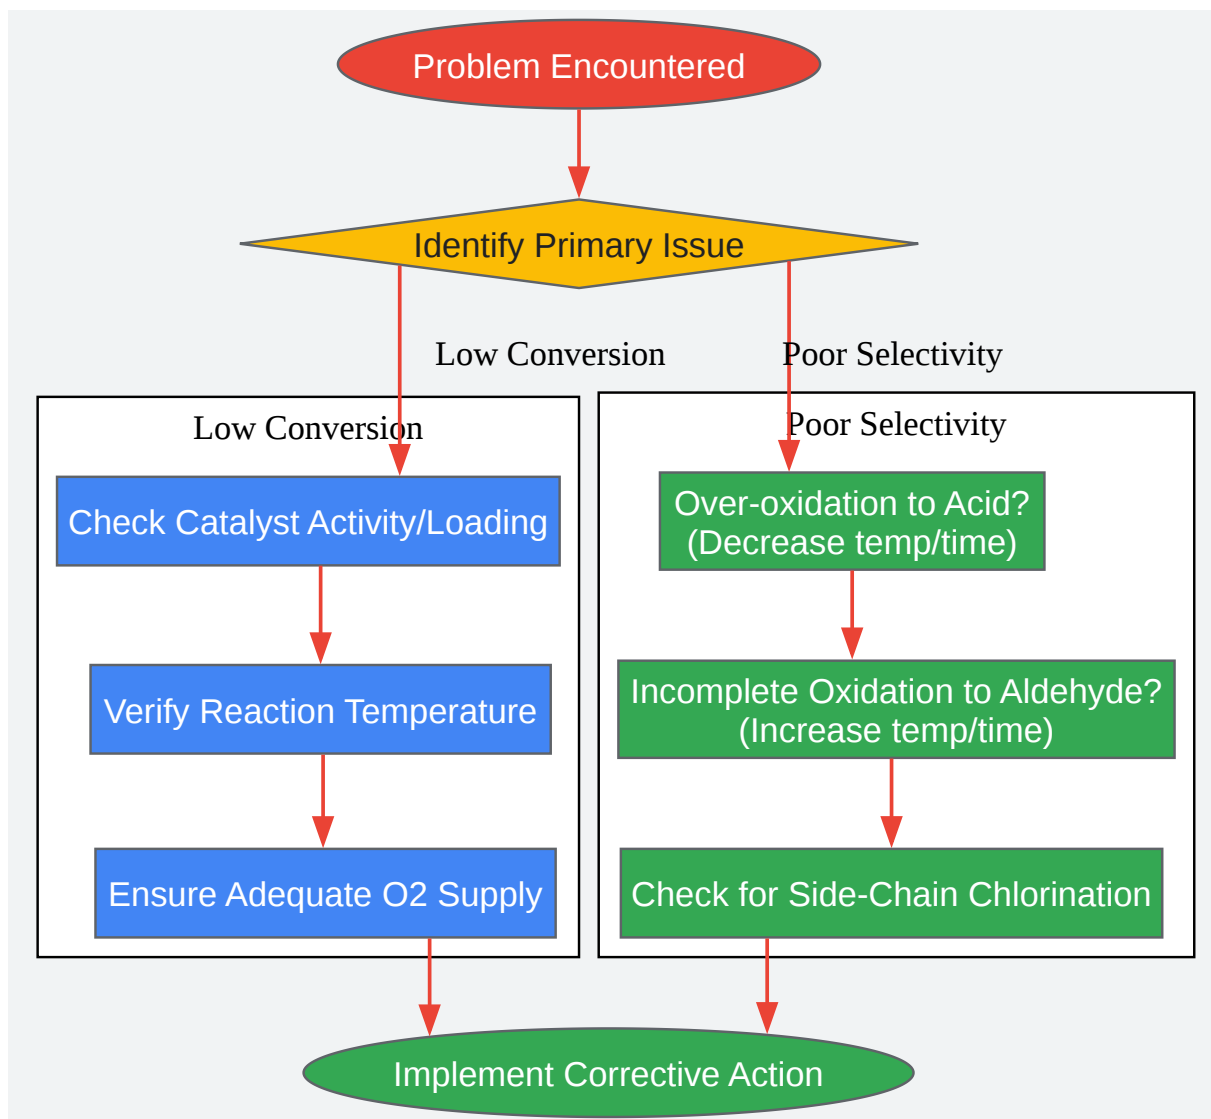 Problem Encountered
Identify Primary Issue
Low Conversion
Poor Selectivity
Low Conversion
Check Catalyst Activity/Loading
Verify Reaction Temperature
Ensure Adequate O2 Supply
Poor Selectivity
Over-oxidation to Acid?
(Decrease temp/time)
Incomplete Oxidation to Aldehyde?
(Increase temp/time)
Check for Side-Chain Chlorination
Implement Corrective Action